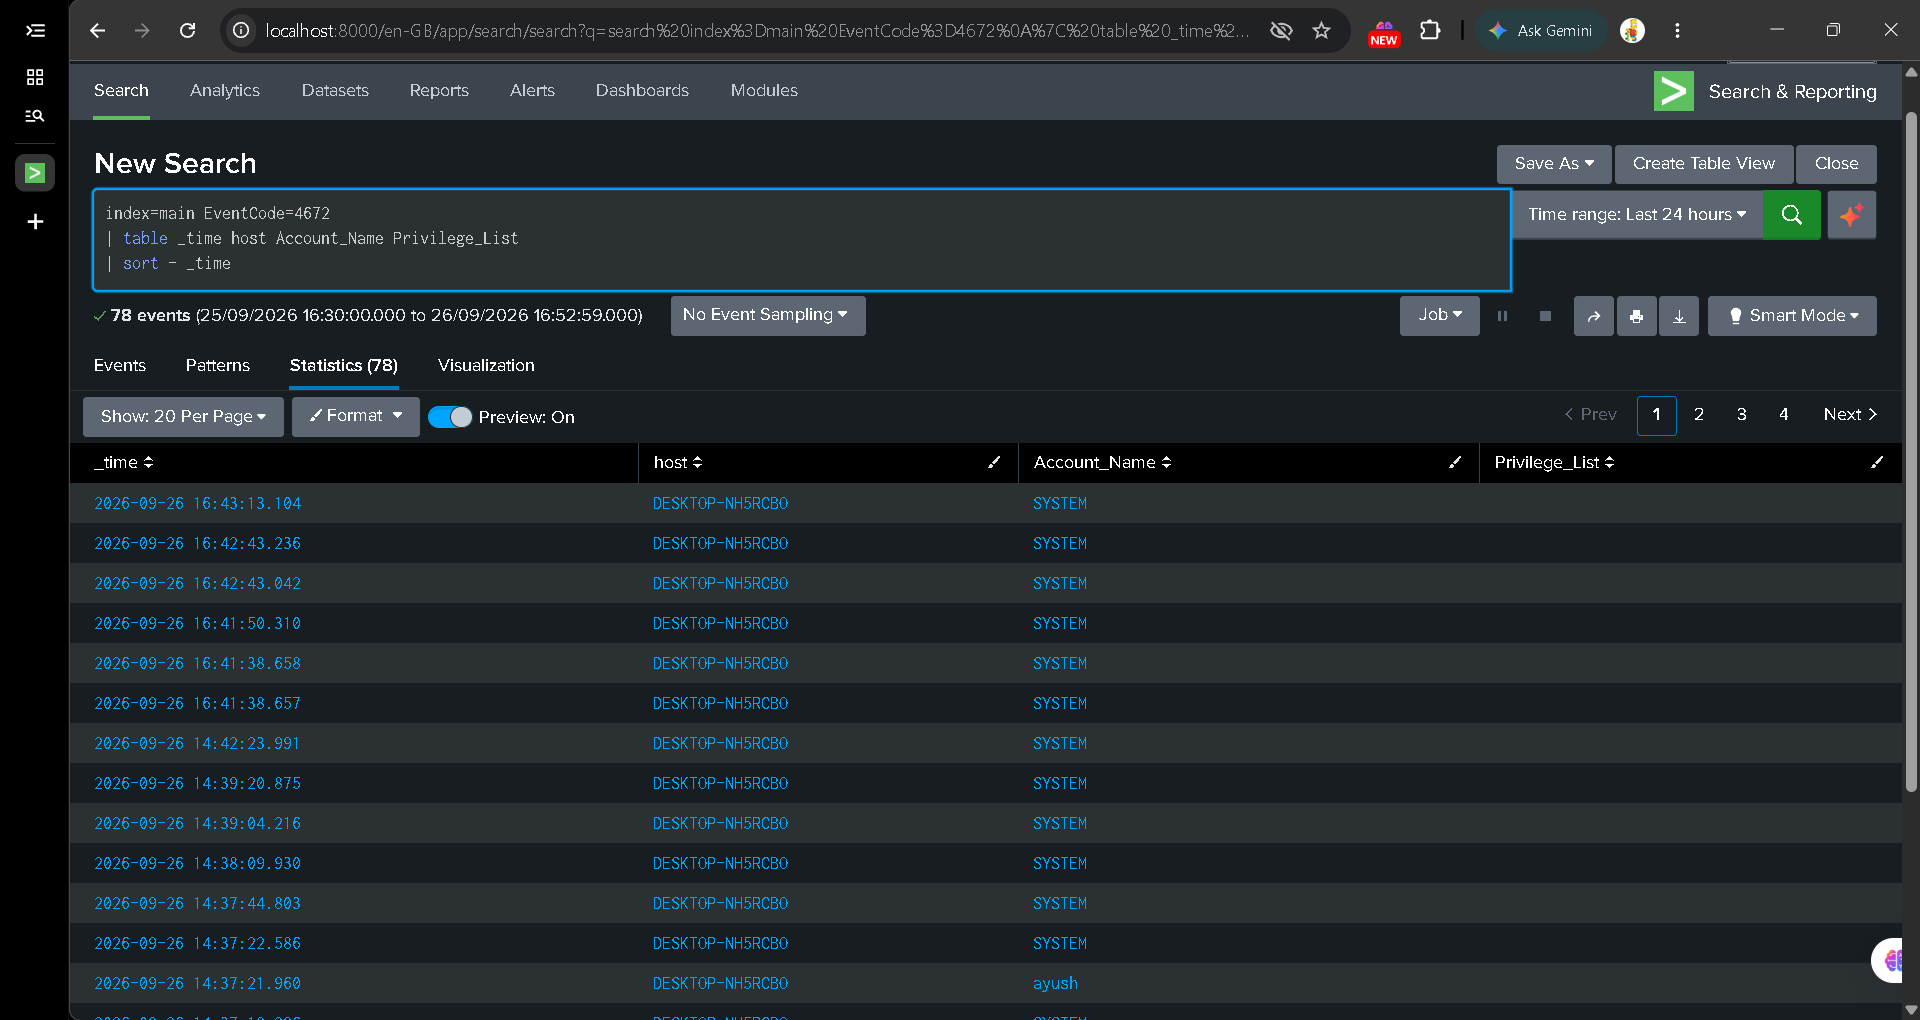 localhost:8000/en-GB/app/search/search?q=search%20index%3Dmain%20EventCode%3D4672%0A%7C%20table%20_time%2...
NEW
Ask Gemini
Search Analytics Datasets Reports Alerts Dashboards Modules
Search & Reporting
New Search
Save As Create Table View Close
index=main EventCode=4672
| table _time host Account_Name Privilege_List
| sort - _time
Time range: Last 24 hours
78 events (25/09/2026 16:30:00.000 to 26/09/2026 16:52:59.000)
No Event Sampling
Job
Smart Mode
Events Patterns Statistics (78) Visualization
Show: 20 Per Page Format Preview: On
< Prev 1 2 3 4 Next >
_time host Account_Name Privilege_List
2026-09-26 16:43:13.104 DESKTOP-NH5RCBO SYSTEM
2026-09-26 16:42:43.236 DESKTOP-NH5RCBO SYSTEM
2026-09-26 16:42:43.042 DESKTOP-NH5RCBO SYSTEM
2026-09-26 16:41:50.310 DESKTOP-NH5RCBO SYSTEM
2026-09-26 16:41:38.658 DESKTOP-NH5RCBO SYSTEM
2026-09-26 16:41:38.657 DESKTOP-NH5RCBO SYSTEM
2026-09-26 14:42:23.991 DESKTOP-NH5RCBO SYSTEM
2026-09-26 14:39:20.875 DESKTOP-NH5RCBO SYSTEM
2026-09-26 14:39:04.216 DESKTOP-NH5RCBO SYSTEM
2026-09-26 14:38:09.930 DESKTOP-NH5RCBO SYSTEM
2026-09-26 14:37:44.803 DESKTOP-NH5RCBO SYSTEM
2026-09-26 14:37:22.586 DESKTOP-NH5RCBO SYSTEM
2026-09-26 14:37:21.960 DESKTOP-NH5RCBO ayush